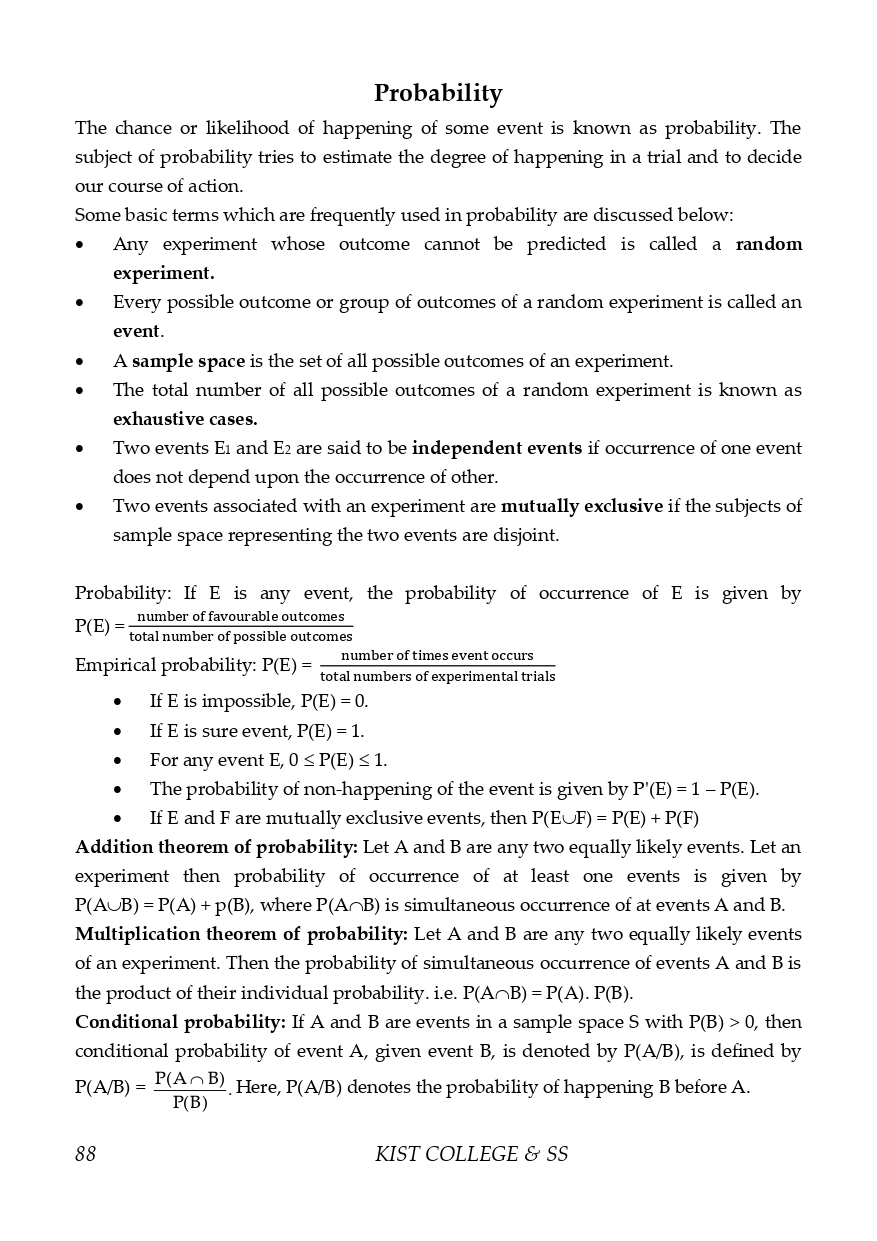 Probability
The chance or likelihood of happening of some event is known as probability. The
subject of probability tries to estimate the degree of happening in a trial and to decide
our course of action.
Some basic terms which are frequently used in probability are discussed below:
• Any experiment whose outcome cannot be predicted is called a random
experiment.
• Every possible outcome or group of outcomes of a random experiment is called an
event.
• A sample space is the set of all possible outcomes of an experiment.
• The total number of all possible outcomes of a random experiment is known as
exhaustive cases.
• Two events E1 and E2 are said to be independent events if occurrence of one event
does not depend upon the occurrence of other.
• Two events associated with an experiment are mutually exclusive if the subjects of
sample space representing the two events are disjoint.
Probability: If E is any event, the probability of occurrence of E is given by
P(E) = number of favourable outcomes
total number of possible outcomes
Empirical probability: P(E) = number of times event occurs
total numbers of experimental trials
• If E is impossible, P(E) = 0.
• If E is sure event, P(E) = 1.
• For any event E, 0 ≤ P(E) ≤ 1.
• The probability of non-happening of the event is given by P'(E) = 1 – P(E).
• If E and F are mutually exclusive events, then P(E∪F) = P(E) + P(F)
Addition theorem of probability: Let A and B are any two equally likely events. Let an
experiment then probability of occurrence of at least one events is given by
P(A∪B) = P(A) + p(B), where P(A∩B) is simultaneous occurrence of at events A and B.
Multiplication theorem of probability: Let A and B are any two equally likely events
of an experiment. Then the probability of simultaneous occurrence of events A and B is
the product of their individual probability. i.e. P(A∩B) = P(A). P(B).
Conditional probability: If A and B are events in a sample space S with P(B) > 0, then
conditional probability of event A, given event B, is denoted by P(A/B), is defined by
P(A/B) = P(A ∩ B)
P(B) . Here, P(A/B) denotes the probability of happening B before A.
88 KIST COLLEGE & SS